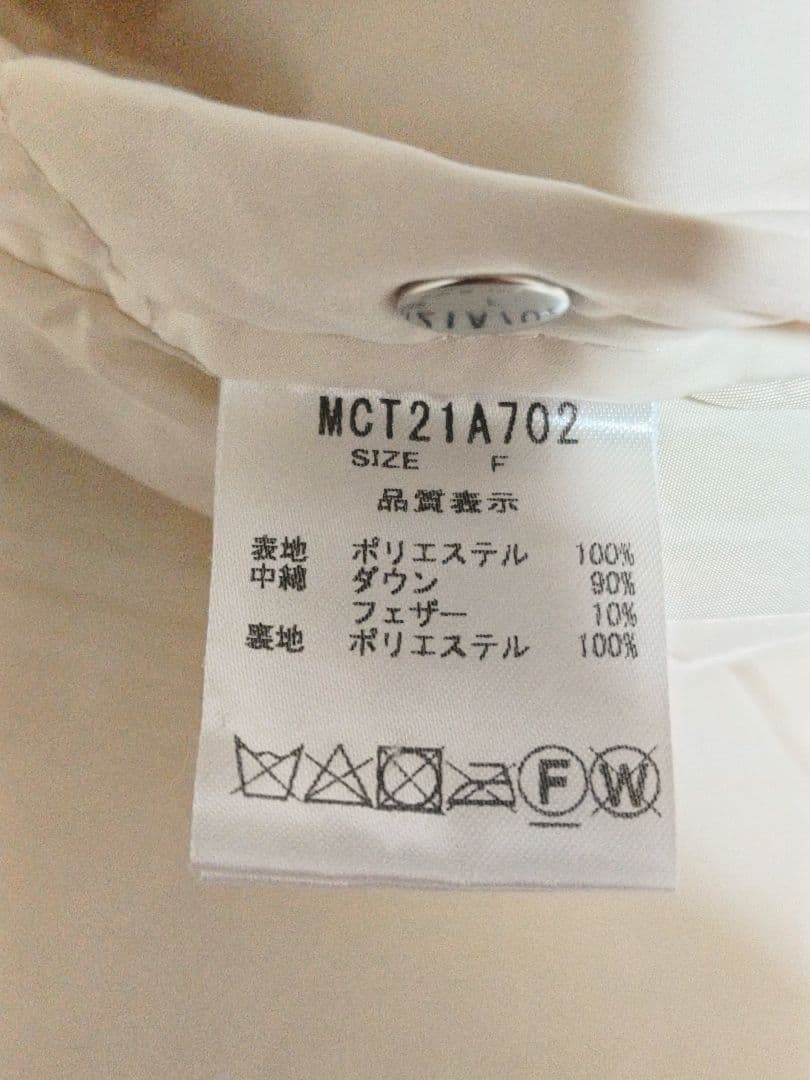 MCT21A702
SIZE F
品質表示
表地 ポリエステル 100%
中綿 ダウン 90%
フェザー 10%
裏地 ポリエステル 100%
F W